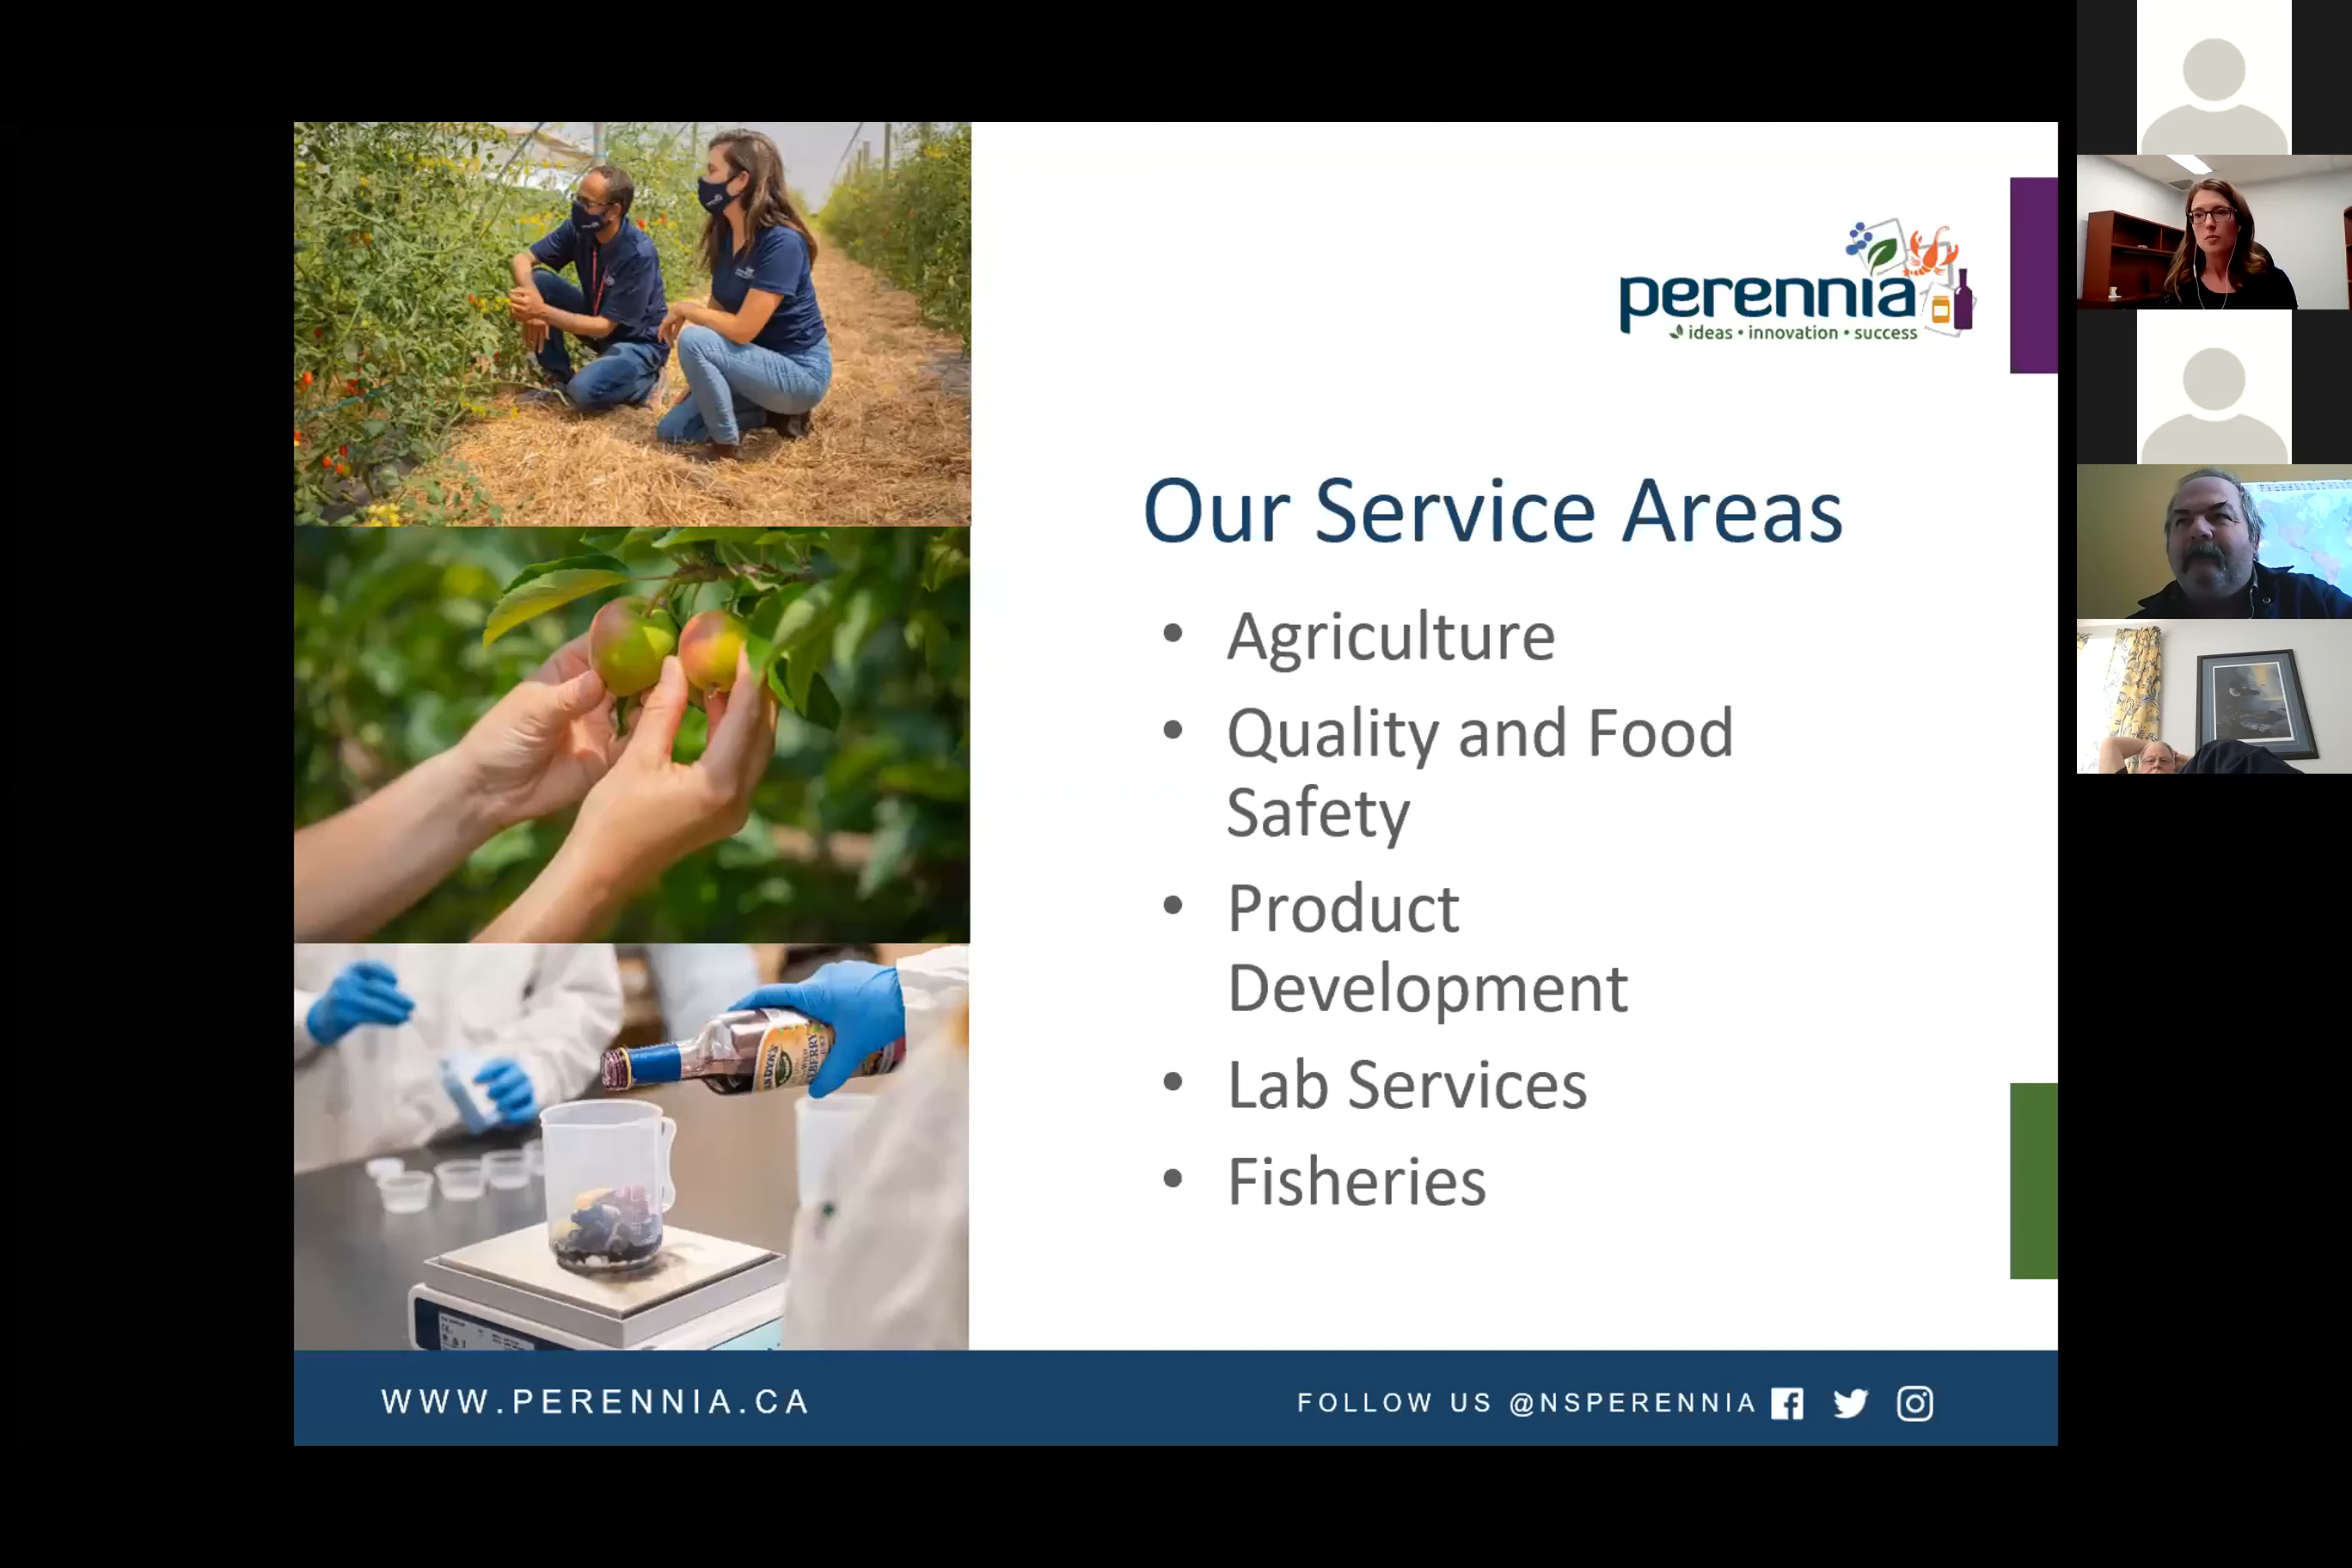 perennia
ideas • innovation • success
Our Service Areas
• Agriculture
• Quality and Food
Safety
• Product
Development
• Lab Services
• Fisheries
WWW.PERENNIA.CA
FOLLOW US @NSPERENNIA